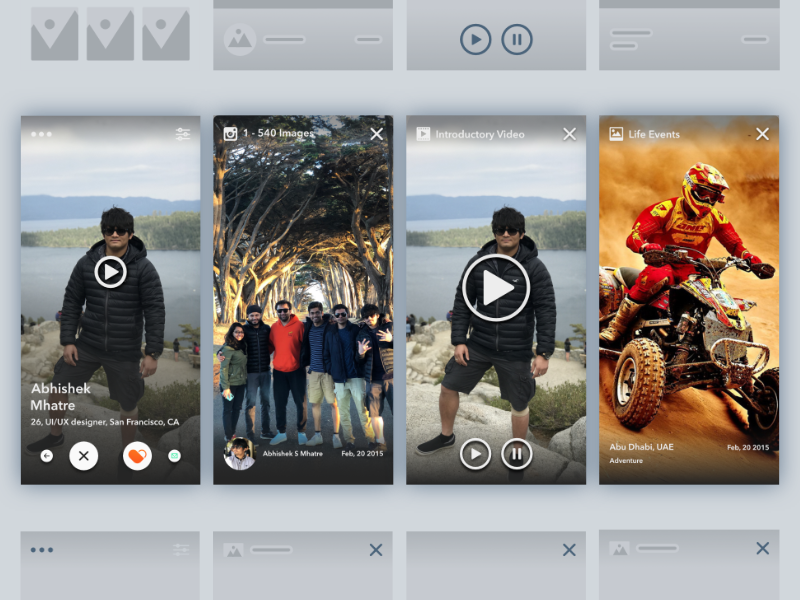 Abhishek
Mhatre
26, UI/UX designer, San Francisco, CA
1 - 540 Images
Abhishek S Mhatre
Feb, 20 2015
Introductory Video
Life Events
Abu Dhabi, UAE
Feb, 20 2015
Adventure